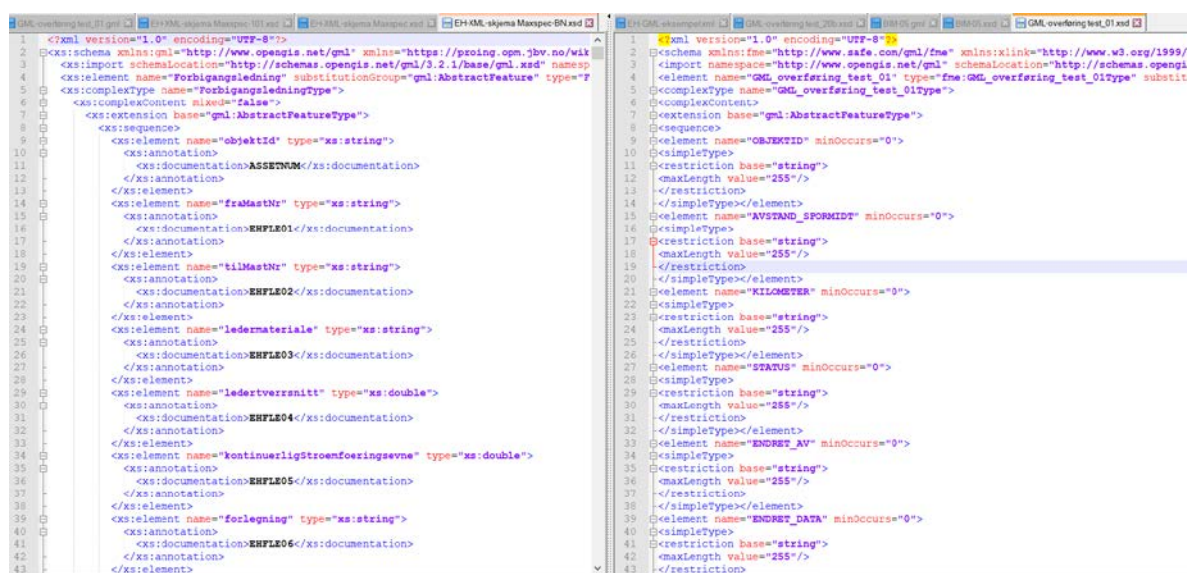 GML-overføring test_01.gml EH-XML-skjema Maxspec-101.xsd EH-XML-skjema Maxspec.xsd EH-XML-skjema Maxspec-BN.xsd
1 <?xml version="1.0" encoding="UTF-8"?>
2 <xs:schema xmlns:gml="http://www.opengis.net/gml" xmlns="https://proing.opm.jbv.no/wik
3 <xs:import schemaLocation="http://schemas.opengis.net/gml/3.2.1/base/gml.xsd" namesp
4 <xs:element name="Forbigangsledning" substitutionGroup="gml:AbstractFeature" type="F
5 <xs:complexType name="ForbigangsledningType">
6 <xs:complexContent mixed="false">
7 <xs:extension base="gml:AbstractFeatureType">
8 <xs:sequence>
9 <xs:element name="objektId" type="xs:string">
10 <xs:annotation>
11 <xs:documentation>ASSETNUM</xs:documentation>
12 </xs:annotation>
13 </xs:element>
14 <xs:element name="fraMastNr" type="xs:string">
15 <xs:annotation>
16 <xs:documentation>EHFLE01</xs:documentation>
17 </xs:annotation>
18 </xs:element>
19 <xs:element name="tilMastNr" type="xs:string">
20 <xs:annotation>
21 <xs:documentation>EHFLE02</xs:documentation>
22 </xs:annotation>
23 </xs:element>
24 <xs:element name="ledermateriale" type="xs:string">
25 <xs:annotation>
26 <xs:documentation>EHFLE03</xs:documentation>
27 </xs:annotation>
28 </xs:element>
29 <xs:element name="ledertverrsnitt" type="xs:double">
30 <xs:annotation>
31 <xs:documentation>EHFLE04</xs:documentation>
32 </xs:annotation>
33 </xs:element>
34 <xs:element name="kontinuerligStroemfoeringsevne" type="xs:double">
35 <xs:annotation>
36 <xs:documentation>EHFLE05</xs:documentation>
37 </xs:annotation>
38 </xs:element>
39 <xs:element name="forlegning" type="xs:string">
40 <xs:annotation>
41 <xs:documentation>EHFLE06</xs:documentation>
42 </xs:annotation>
43 </xs:element>
GML-overføring test_20b.xsd BIM-05.gml BIM-05.xsd GML-overføring test_01.xsd
1 <?xml version="1.0" encoding="UTF-8"?>
2 <schema xmlns:fme="http://www.safe.com/gml/fme" xmlns:xlink="http://www.w3.org/1999/
3 <import namespace="http://www.opengis.net/gml" schemaLocation="http://schemas.opengi
4 <element name="GML_overføring_test_01" type="fme:GML_overføring_test_01Type" substit
5 <complexType name="GML_overføring_test_01Type">
6 <complexContent>
7 <extension base="gml:AbstractFeatureType">
8 <sequence>
9 <element name="OBJEKTID" minOccurs="0">
10 <simpleType>
11 <restriction base="string">
12 <maxLength value="255"/>
13 </restriction>
14 </simpleType></element>
15 <element name="AVSTAND_SPORMIDT" minOccurs="0">
16 <simpleType>
17 <restriction base="string">
18 <maxLength value="255"/>
19 </restriction>
20 </simpleType></element>
21 <element name="KILOMETER" minOccurs="0">
22 <simpleType>
23 <restriction base="string">
24 <maxLength value="255"/>
25 </restriction>
26 </simpleType></element>
27 <element name="STATUS" minOccurs="0">
28 <simpleType>
29 <restriction base="string">
30 <maxLength value="255"/>
31 </restriction>
32 </simpleType></element>
33 <element name="ENDRET_AV" minOccurs="0">
34 <simpleType>
35 <restriction base="string">
36 <maxLength value="255"/>
37 </restriction>
38 </simpleType></element>
39 <element name="ENDRET_DATA" minOccurs="0">
40 <simpleType>
41 <restriction base="string">
42 <maxLength value="255"/>
43 </restriction>